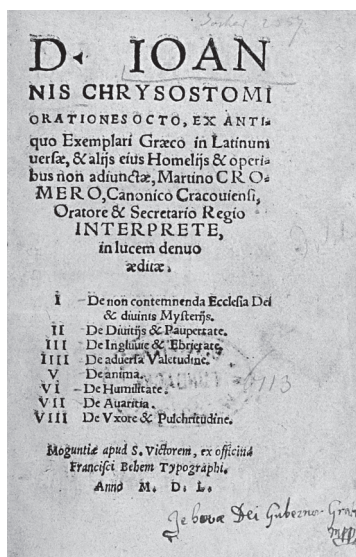 D. IOAN
NIS CHRYSOSTOMI
ORATIONES OCTO, EX ANTI-
quo Exemplari Græco in Latinum
uersæ, & alijs eius Homelijs & operi-
bus non adiunctæ, Martino CRO-
MERO, Canonico Cracouiensi,
Oratore & Secretario Regio
INTERPRETE,
in lucem denuo
æditæ.
I De non contemnenda Ecclesia Dei
& diuinis Mysterijs.
II De Diuitijs & Paupertate.
III De Ingluuie & Ebrietate.
IIII De aduersa Valetudine.
V De anima.
VI De Humilitate.
VII De Auaritia.
VIII De Vxore & Pulchritudine.
Moguntiæ apud S. Victorem, ex officina
Francisci Behem Typographi.
Anno M. D. L.
Dei